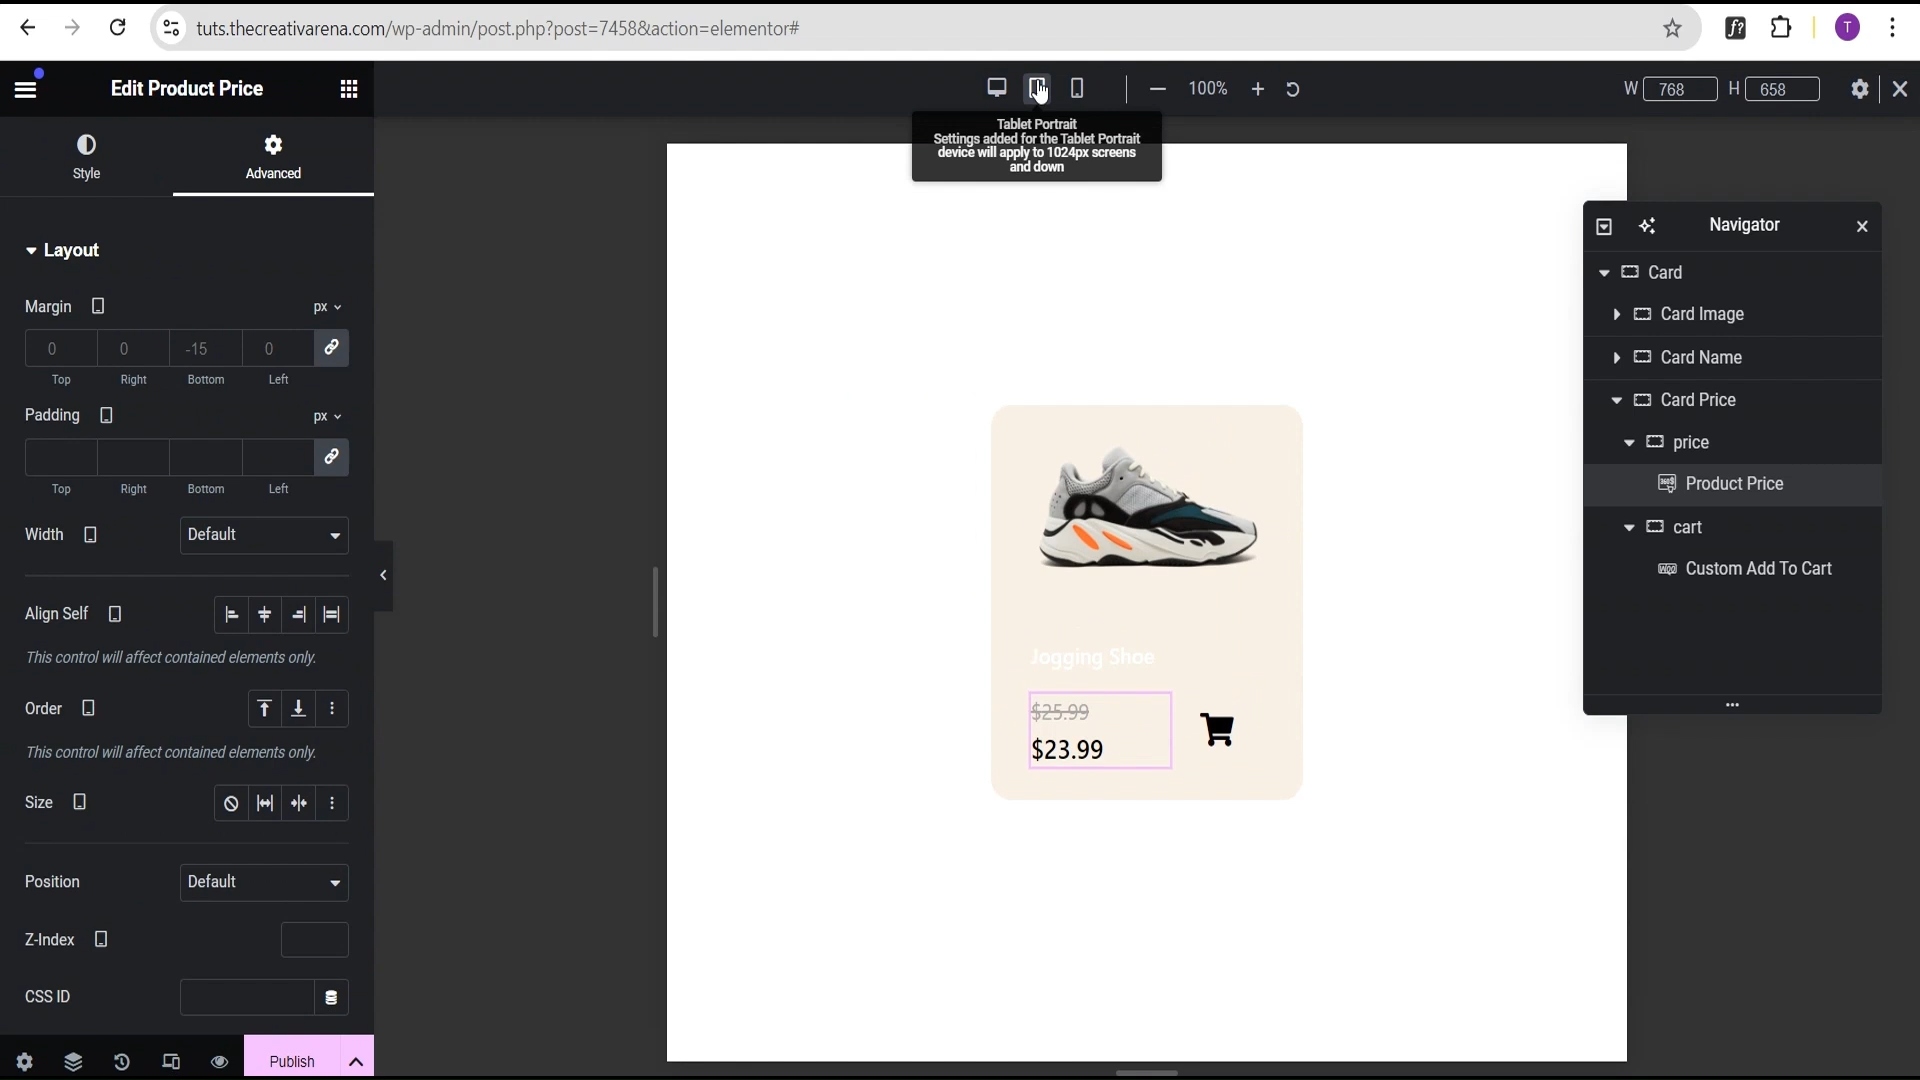 tuts.thecreativarena.com/wp-admin/post.php?post=7458&action=elementor#
f?
T
Edit Product Price
100%
W 768 H 658
Tablet Portrait
Settings added for the Tablet Portrait
device will apply to 1024px screens
and down
Style
Advanced
Layout
Margin px
0 0 -15 0
Top Right Bottom Left
Padding px
Top Right Bottom Left
Width Default
Align Self
This control will affect contained elements only.
Order
This control will affect contained elements only.
Size
Position Default
Z-Index
CSS ID
Publish
Jogging Shoe
$25.99
$23.99
Navigator
Card
Card Image
Card Name
Card Price
price
Product Price
cart
Custom Add To Cart